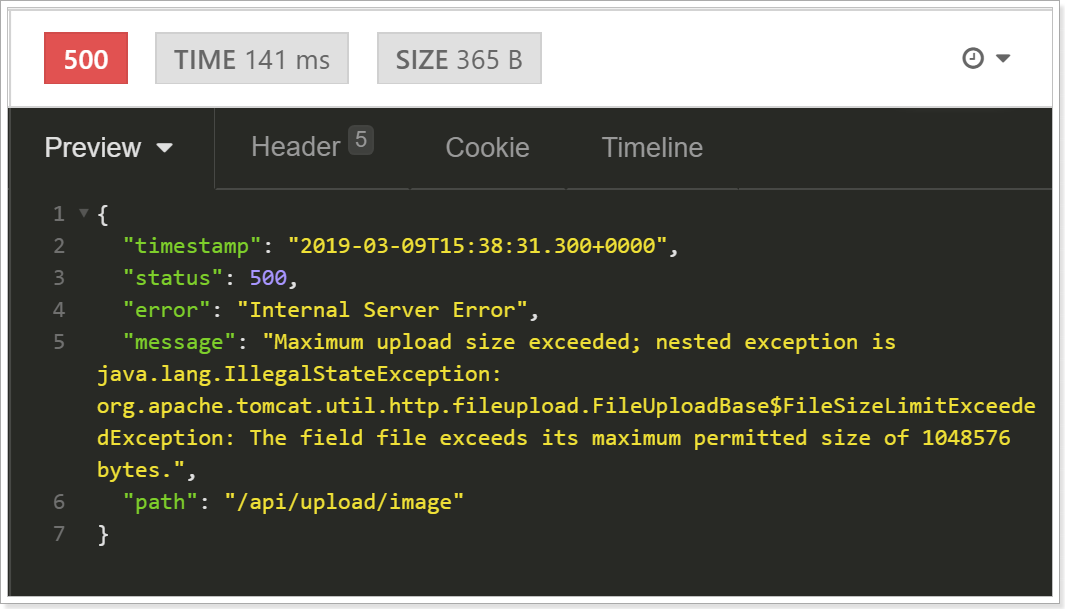 500 TIME 141 ms SIZE 365 B
Preview Header 5 Cookie Timeline
1 {
2 "timestamp": "2019-03-09T15:38:31.300+0000",
3 "status": 500,
4 "error": "Internal Server Error",
5 "message": "Maximum upload size exceeded; nested exception is
java.lang.IllegalStateException:
org.apache.tomcat.util.http.fileupload.FileUploadBase$FileSizeLimitExceede
dException: The field file exceeds its maximum permitted size of 1048576
bytes.",
6 "path": "/api/upload/image"
7 }